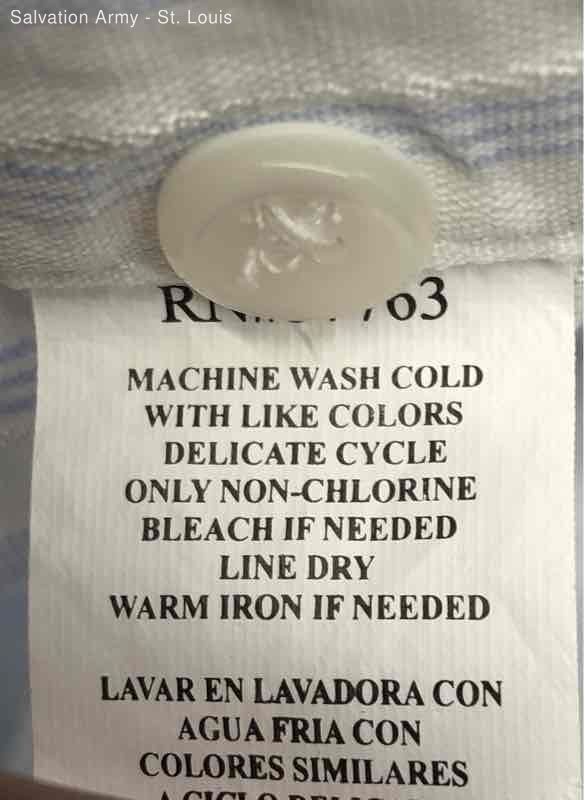 Salvation Army - St. Louis
MACHINE WASH COLD
WITH LIKE COLORS
DELICATE CYCLE
ONLY NON-CHLORINE
BLEACH IF NEEDED
LINE DRY
WARM IRON IF NEEDED
LAVAR EN LAVADORA CON
AGUA FRIA CON
COLORES SIMILARES